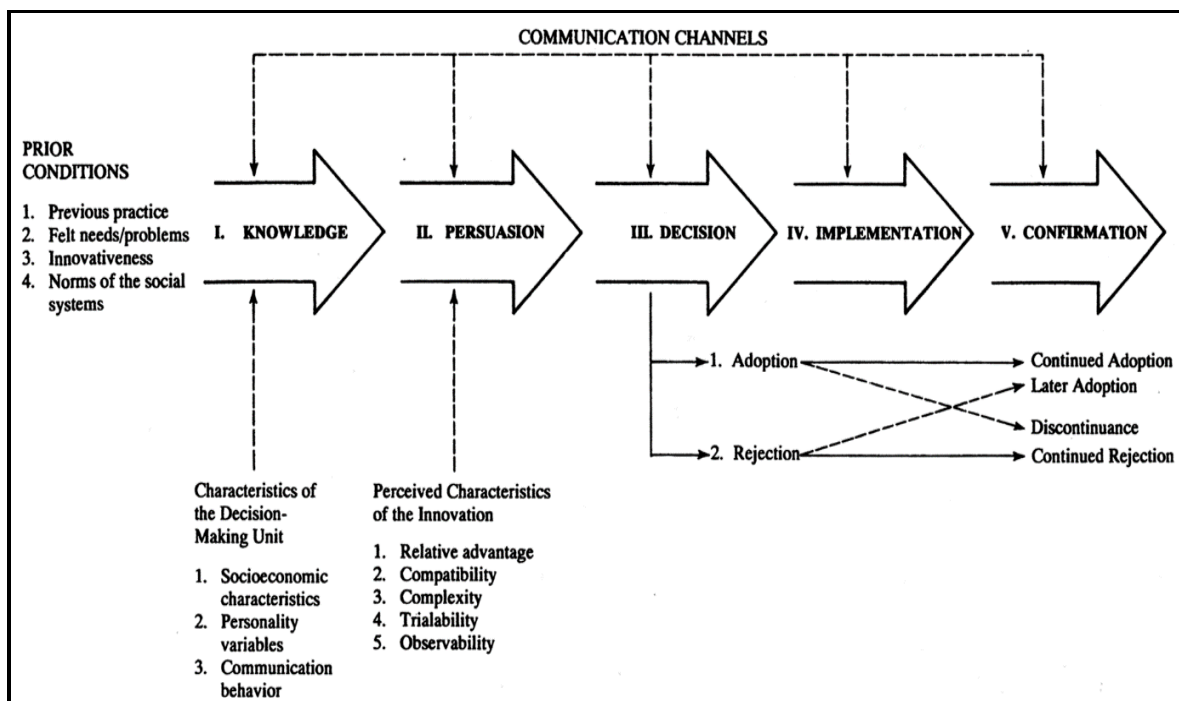 COMMUNICATION CHANNELS
PRIOR
CONDITIONS
1. Previous practice
2. Felt needs/problems
3. Innovativeness
4. Norms of the social
systems
I. KNOWLEDGE
II. PERSUASION
III. DECISION
IV. IMPLEMENTATION
V. CONFIRMATION
1. Adoption
2. Rejection
Continued Adoption
Later Adoption
Discontinuance
Continued Rejection
Characteristics of
the Decision-
Making Unit
1. Socioeconomic
characteristics
2. Personality
variables
3. Communication
behavior
Perceived Characteristics
of the Innovation
1. Relative advantage
2. Compatibility
3. Complexity
4. Trialability
5. Observability